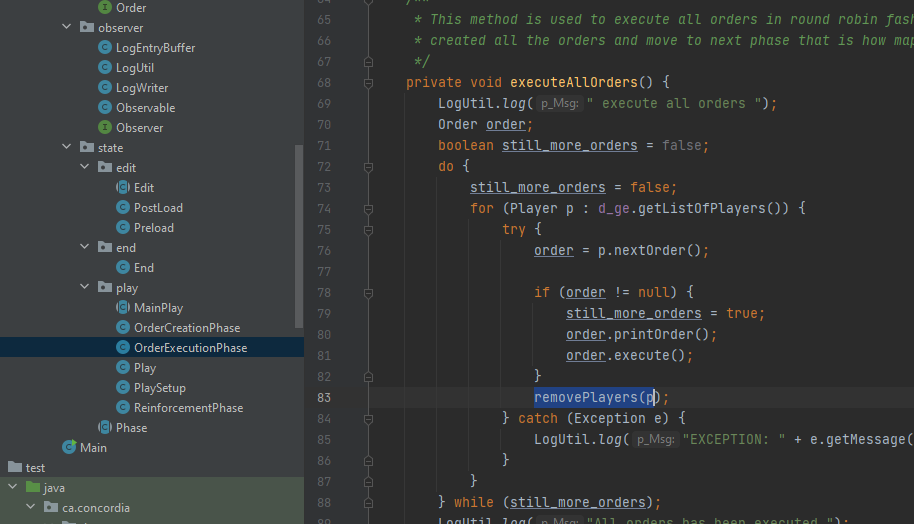 Order
observer
LogEntryBuffer
LogUtil
LogWriter
Observable
Observer
state
edit
Edit
PostLoad
Preload
end
End
play
MainPlay
OrderCreationPhase
OrderExecutionPhase
Play
PlaySetup
ReinforcementPhase
Phase
Main
test
java
ca.concordia
65 * This method is used to execute all orders in round robin fash
66 * created all the orders and move to next phase that is how map
67 */
68 private void executeAllOrders() {
69 LogUtil.log( p_Msg: " execute all orders ");
70 Order order;
71 boolean still_more_orders = false;
72 do {
73 still_more_orders = false;
74 for (Player p : d_ge.getListOfPlayers()) {
75 try {
76 order = p.nextOrder();
77
78 if (order != null) {
79 still_more_orders = true;
80 order.printOrder();
81 order.execute();
82 }
83 removePlayers(p);
84 } catch (Exception e) {
85 LogUtil.log( p_Msg: "EXCEPTION: " + e.getMessage(
86 }
87 }
88 } while (still_more_orders);
LogUtil.log( p_Msg: "All orders has been executed ");